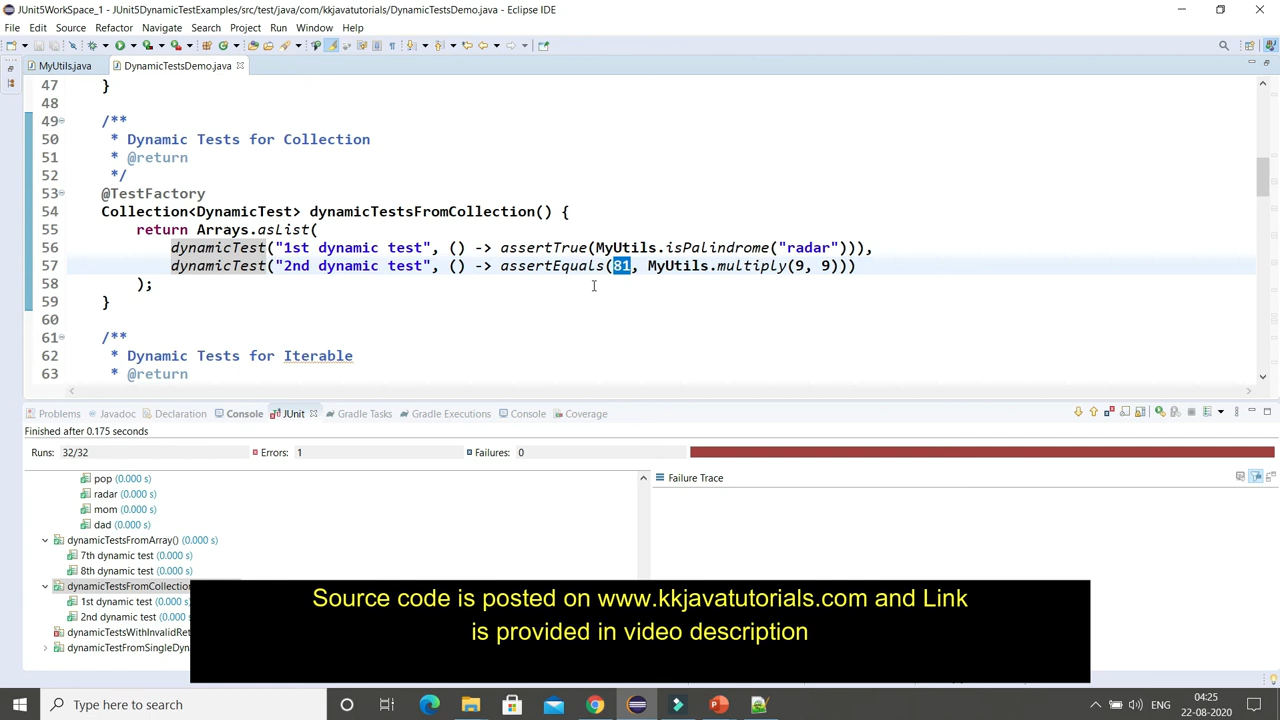 JUnit5WorkSpace_1 - JUnit5DynamicTestExamples/src/test/java/com/kkjavatutorials/DynamicTestsDemo.java - Eclipse IDE
File Edit Source Refactor Navigate Search Project Run Window Help
MyUtils.java DynamicTestsDemo.java
47 }
48
49 /**
50 * Dynamic Tests for Collection
51 * @return
52 */
53 @TestFactory
54 Collection<DynamicTest> dynamicTestsFromCollection() {
55 return Arrays.asList(
56 dynamicTest("1st dynamic test", () -> assertTrue(MyUtils.isPalindrome("radar"))),
57 dynamicTest("2nd dynamic test", () -> assertEquals(81, MyUtils.multiply(9, 9)))
58 );
59 }
60
61 /**
62 * Dynamic Tests for Iterable
63 * @return
Problems Javadoc Declaration Console JUnit Gradle Tasks Gradle Executions Console Coverage
Finished after 0.175 seconds
Runs: 32/32 Errors: 1 Failures: 0
Failure Trace
pop (0.000 s)
radar (0.000 s)
mom (0.000 s)
dad (0.000 s)
dynamicTestsFromArray() (0.000 s)
7th dynamic test (0.000 s)
8th dynamic test (0.000 s)
dynamicTestsFromCollection
1st dynamic test (0.000 s)
2nd dynamic test (0.000 s)
dynamicTestsWithInvalidRet
dynamicTestFromSingleDyn
Source code is posted on www.kkjavatutorials.com and Link
is provided in video description
Type here to search
ENG
04:25
22-08-2020